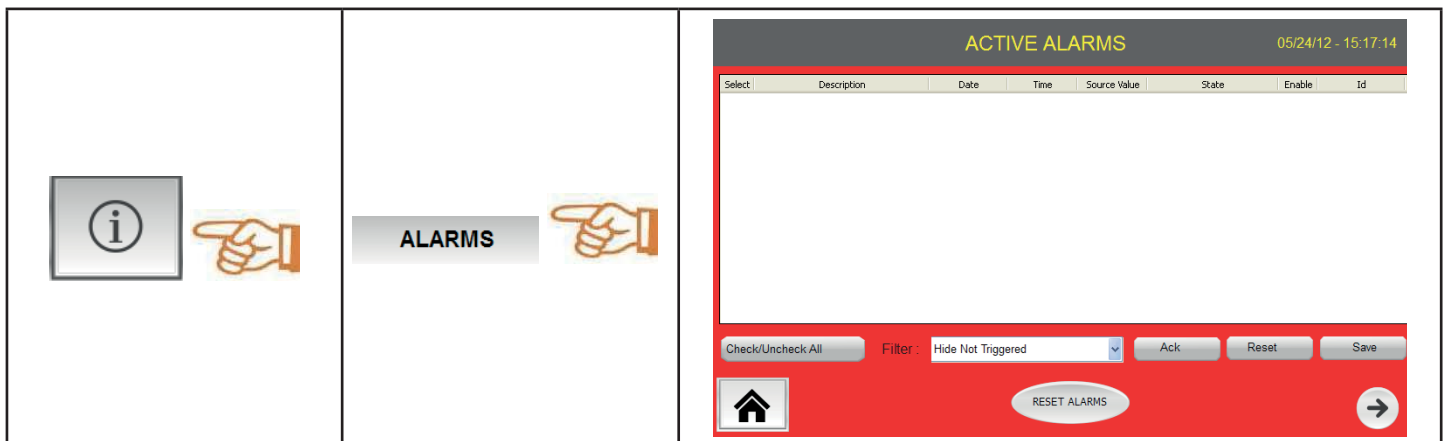 ACTIVE ALARMS
05/24/12 - 15:17:14
Select Description Date Time Source Value State Enable Id
i
ALARMS
Check/Uncheck All Filter : Hide Not Triggered Ack Reset Save
RESET ALARMS